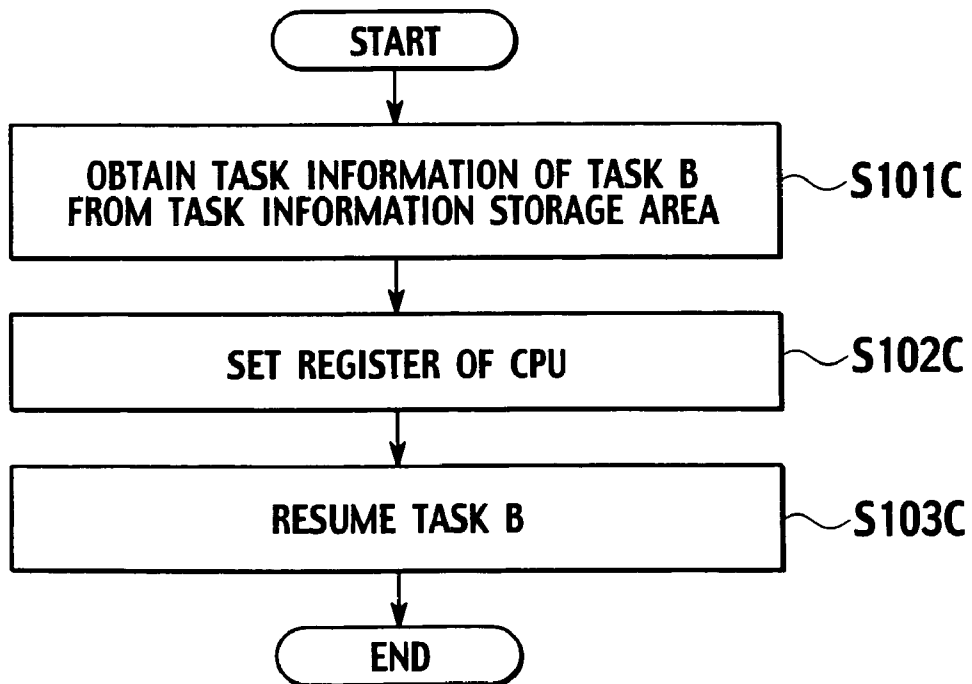 START
OBTAIN TASK INFORMATION OF TASK B
FROM TASK INFORMATION STORAGE AREA
S101C
SET REGISTER OF CPU
S102C
RESUME TASK B
S103C
END